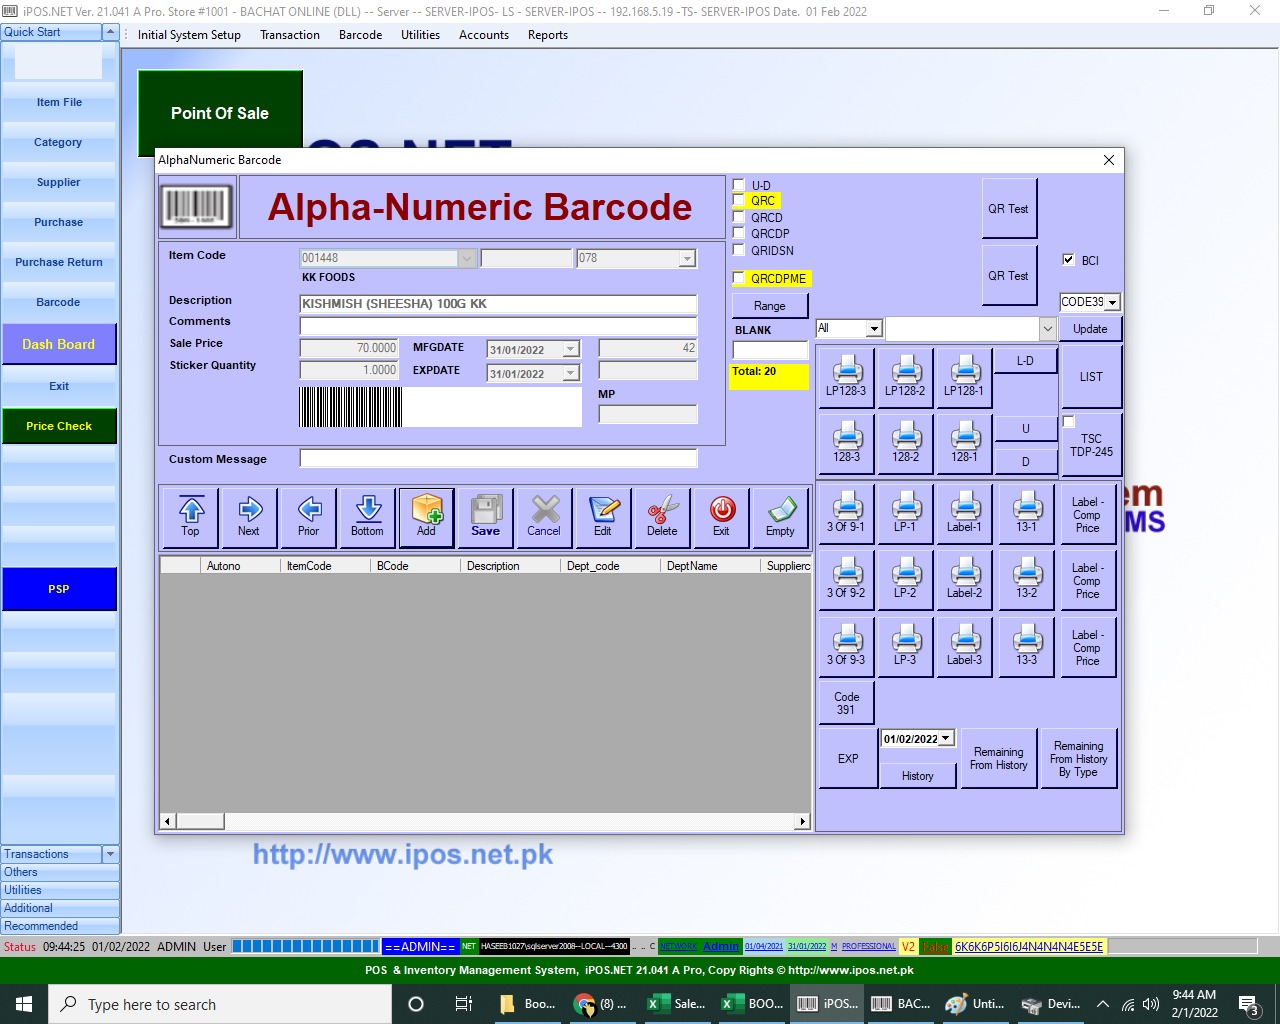 iPOS.NET Ver. 21.041 A Pro. Store #1001 - BACHAT ONLINE (DLL) -- Server -- SERVER-IPOS- LS - SERVER-IPOS -- 192.168.5.19 -TS- SERVER-IPOS Date. 01 Feb 2022
Quick Start
Initial System Setup Transaction Barcode Utilities Accounts Reports
Item File
Category
Supplier
Purchase
Purchase Return
Barcode
Dash Board
Exit
Price Check
PSP
Transactions
Others
Utilities
Additional
Recommended
Point Of Sale
AlphaNumeric Barcode
Alpha-Numeric Barcode
Item Code 001448 078
KK FOODS
Description KISHMISH (SHEESHA) 100G KK
Comments
Sale Price 70.0000 MFGDATE 31/01/2022 42
Sticker Quantity 1.0000 EXPDATE 31/01/2022
MP
Custom Message
U-D
QRC
QRCD
QRCDP
QRIDSN
QRCDPME
Range
BLANK
Total: 20
QR Test
QR Test
BCI
CODE39
All
Update
LP128-3 LP128-2 LP128-1 L-D LIST
128-3 128-2 128-1 U D TSC TDP-245
3 Of 9-1 LP-1 Label-1 13-1 Label - Comp Price
3 Of 9-2 LP-2 Label-2 13-2 Label - Comp Price
3 Of 9-3 LP-3 Label-3 13-3 Label - Comp Price
Code 391
EXP 01/02/2022 History Remaining From History Remaining From History By Type
Top Next Prior Bottom Add Save Cancel Edit Delete Exit Empty
Autono ItemCode BCode Description Dept_code DeptName Supplierc
em
MS
http://www.ipos.net.pk
Status 09:44:25 01/02/2022 ADMIN User ==ADMIN== NET HASEEB1027\sqlserver2008--LOCAL--4300 .. .. C NETWORK Admin 01/04/2021 31/01/2022 M PROFESSIONAL V2 False 6K6K6P5I6I6J4N4N4N4E5E5E
POS & Inventory Management System, iPOS.NET 21.041 A Pro, Copy Rights © http://www.ipos.net.pk
Type here to search
Boo... (8) ... Sale... BOO... iPOS... BAC... Unti... Devi...
9:44 AM
2/1/2022
3